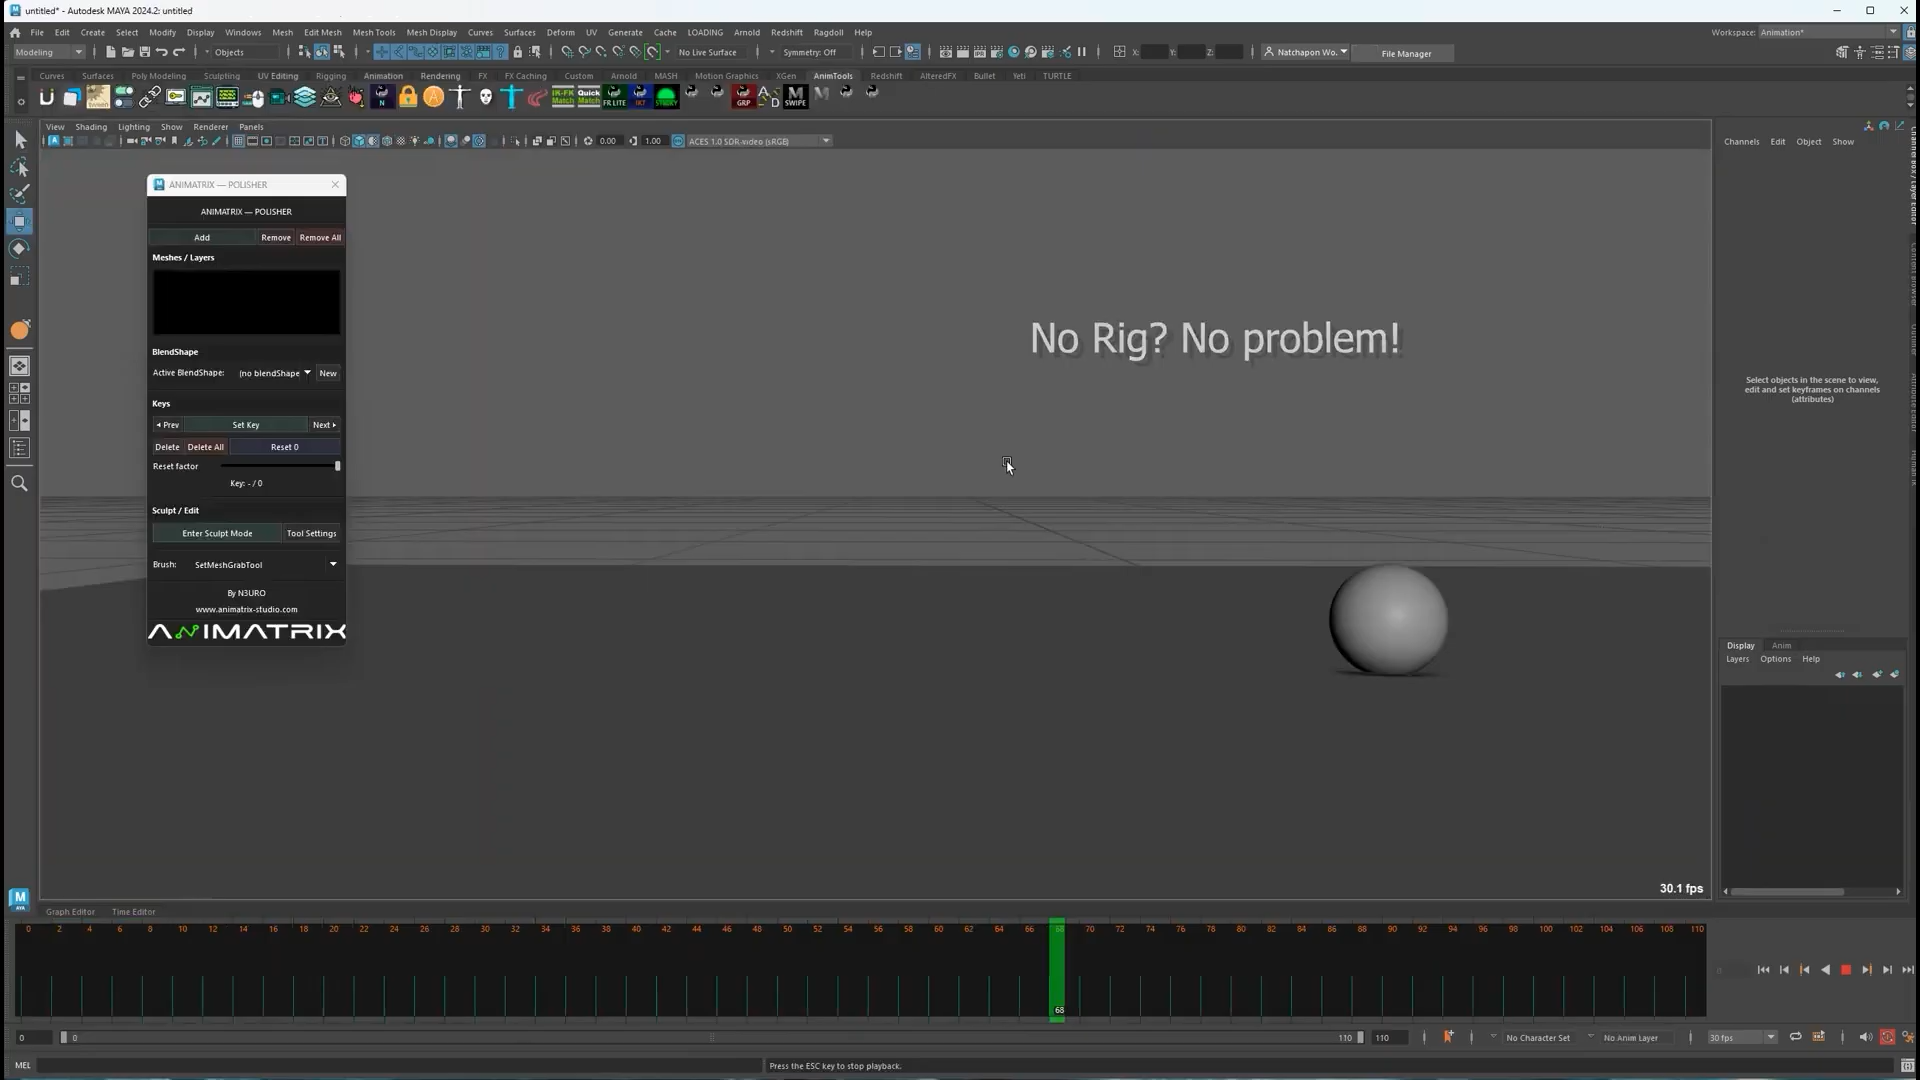 untitled* - Autodesk MAYA 2024.2: untitled
File Edit Create Select Modify Display Windows Mesh Edit Mesh Mesh Tools Mesh Display Curves Surfaces Deform UV Generate Cache LOADING Arnold Redshift Ragdoll Help
Workspace: Animation*
Modeling Objects No Live Surface Symmetry: Off X: Y: Z: Natchapon Wo... File Manager
Curves Surfaces Poly Modeling Sculpting UV Editing Rigging Animation Rendering FX FX Caching Custom Arnold MASH Motion Graphics XGen AnimTools Redshift AlteredFX Bullet Yeti TURTLE
IK-FK Match Quick Match FR LITE IKT GRP SWIPE
View Shading Lighting Show Renderer Panels
0.00 1.00 ACES 1.0 SDR-video (sRGB)
Channels Edit Object Show
ANIMATRIX — POLISHER
ANIMATRIX — POLISHER
Add Remove Remove All
Meshes / Layers
BlendShape
Active BlendShape: (no blendShape New
Keys
Prev Set Key Next
Delete Delete All Reset 0
Reset factor
Key: - / 0
Sculpt / Edit
Enter Sculpt Mode Tool Settings
Brush: SetMeshGrabTool
By N3URO
www.animatrix-studio.com
ANIMATRIX
No Rig? No problem!
Select objects in the scene to view,
edit and set keyframes on channels
(attributes)
Display Anim
Layers Options Help
30.1 fps
Graph Editor Time Editor
0 2 4 6 8 10 12 14 16 18 20 22 24 26 28 30 32 34 36 38 40 42 44 46 48 50 52 54 56 58 60 62 64 66 68 70 72 74 76 78 80 82 84 86 88 90 92 94 96 98 100 102 104 106 108 110
68
0 0 110 110 No Character Set No Anim Layer 30 fps
MEL Press the ESC key to stop playback.